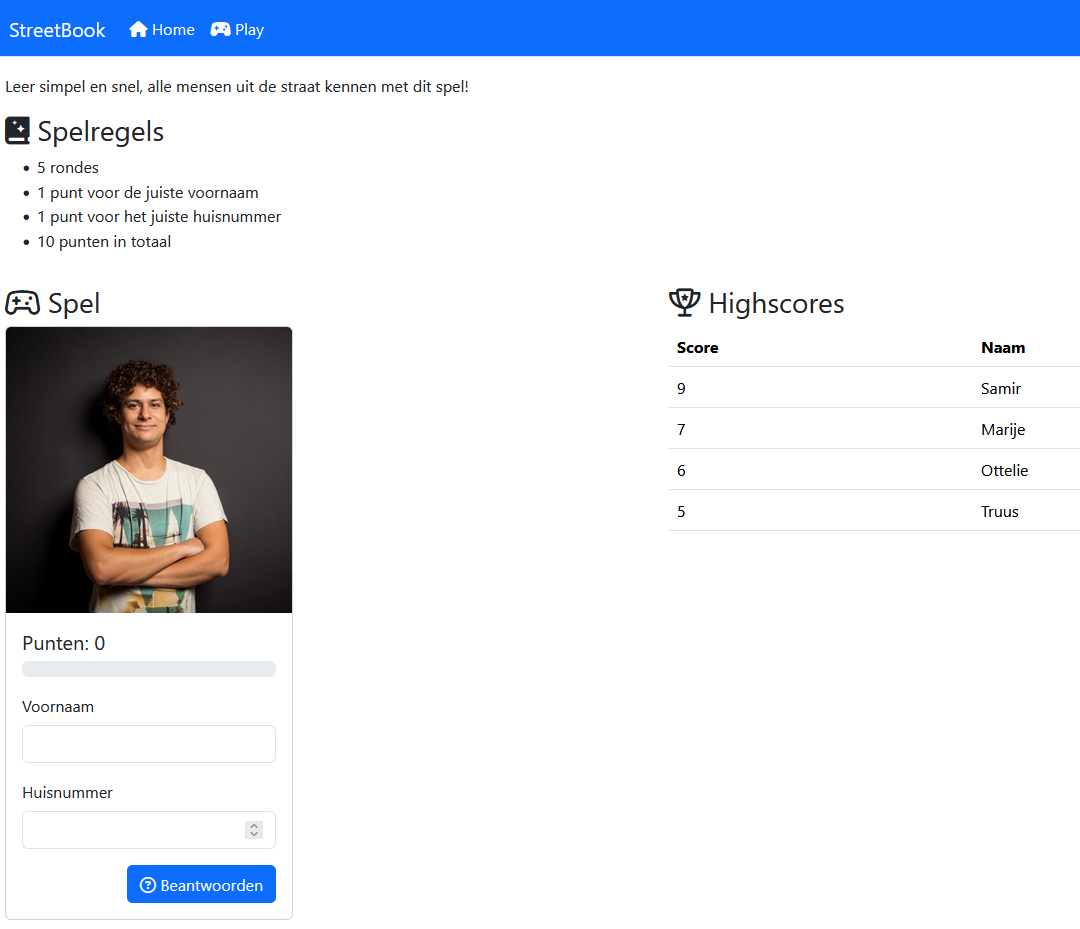 StreetBook Home Play
Leer simpel en snel, alle mensen uit de straat kennen met dit spel!
Spelregels
• 5 rondes
• 1 punt voor de juiste voornaam
• 1 punt voor het juiste huisnummer
• 10 punten in totaal
Spel
Punten: 0
Voornaam
Huisnummer
Beantwoorden
Highscores
Score Naam
9 Samir
7 Marije
6 Ottelie
5 Truus